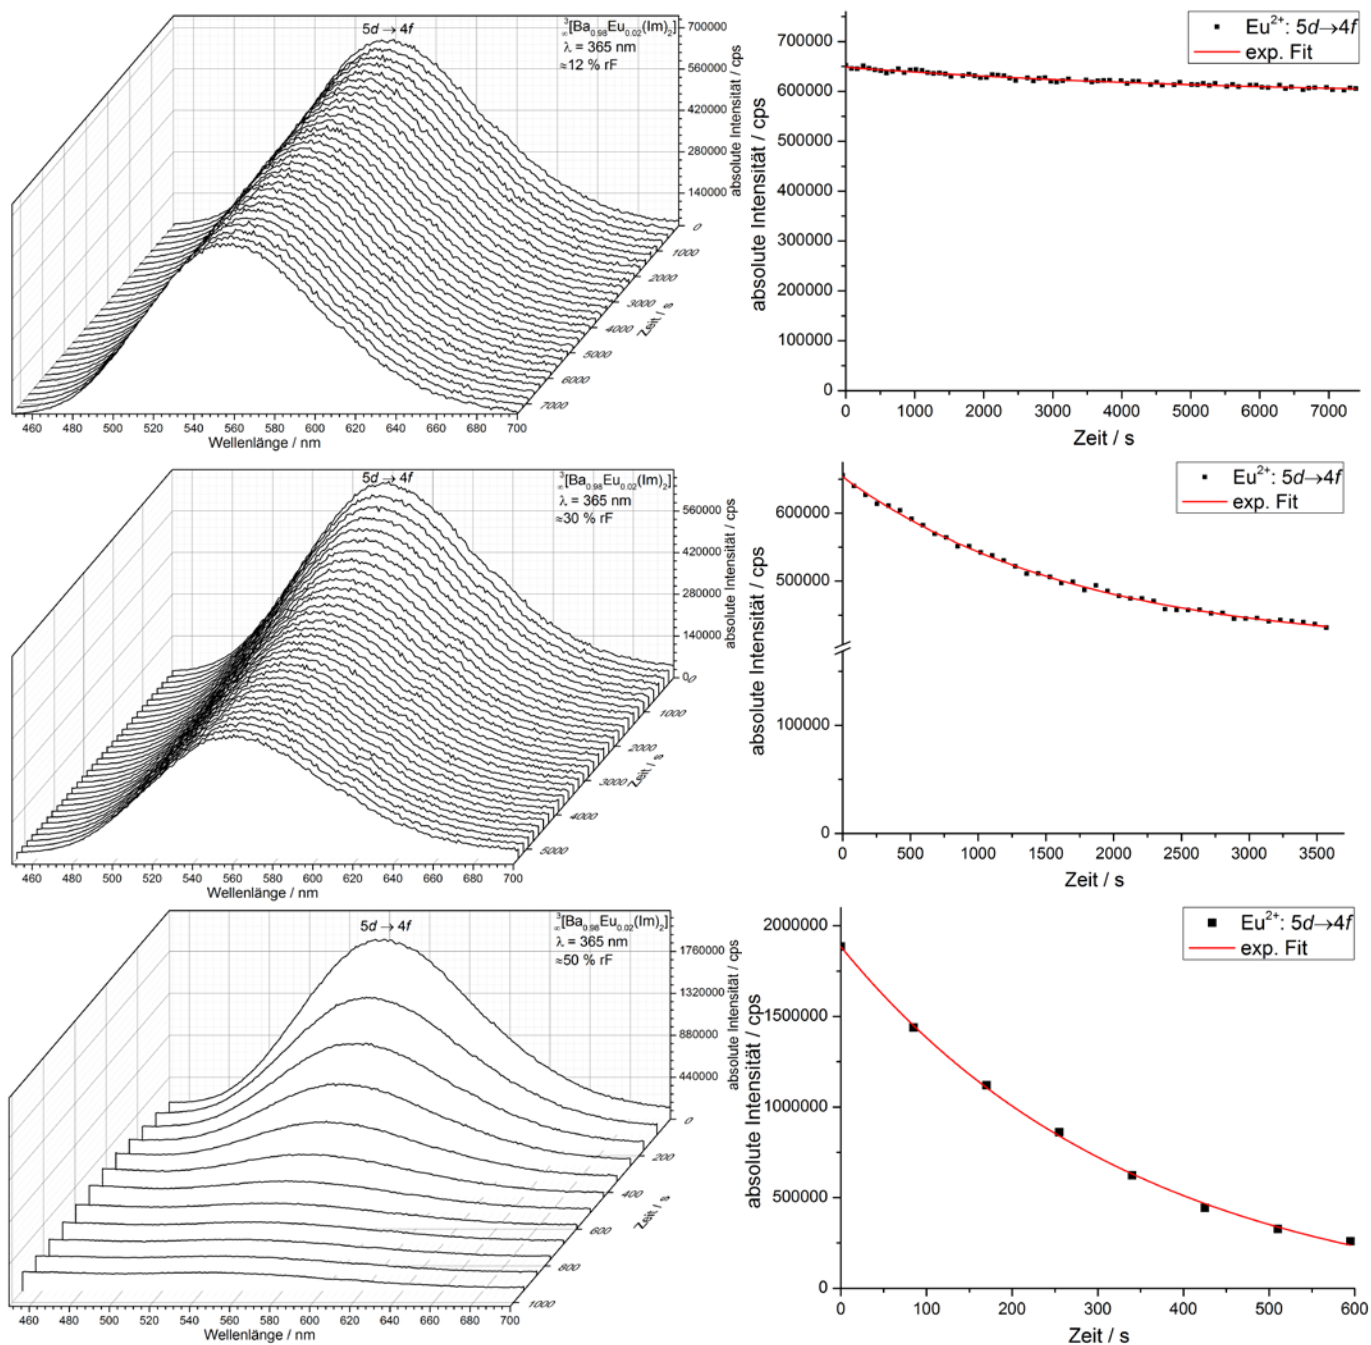 5d → 4f
³∞[Ba0.98Eu0.02(Im)2]
λ = 365 nm
≈12 % rF
700000
560000
420000
280000
140000
absolute Intensität / cps
0
1000
2000
3000
4000
5000
6000
7000
Zeit / s
460 480 500 520 540 560 580 600 620 640 660 680 700
Wellenlänge / nm
Eu²⁺: 5d→4f
exp. Fit
700000
600000
500000
400000
300000
200000
100000
0
absolute Intensität / cps
0 1000 2000 3000 4000 5000 6000 7000
Zeit / s
5d → 4f
³∞[Ba0.98Eu0.02(Im)2]
λ = 365 nm
≈30 % rF
560000
420000
280000
140000
0
absolute Intensität / cps
0
1000
2000
3000
4000
5000
Zeit / s
460 480 500 520 540 560 580 600 620 640 660 680 700
Wellenlänge / nm
Eu²⁺: 5d→4f
exp. Fit
600000
500000
100000
0
absolute Intensität / cps
0 500 1000 1500 2000 2500 3000 3500
Zeit / s
5d → 4f
³∞[Ba0.98Eu0.02(Im)2]
λ = 365 nm
≈50 % rF
1760000
1320000
880000
440000
absolute Intensität / cps
0
200
400
600
800
1000
Zeit / s
460 480 500 520 540 560 580 600 620 640 660 680 700
Wellenlänge / nm
Eu²⁺: 5d→4f
exp. Fit
2000000
1500000
1000000
500000
0
absolute Intensität / cps
0 100 200 300 400 500 600
Zeit / s